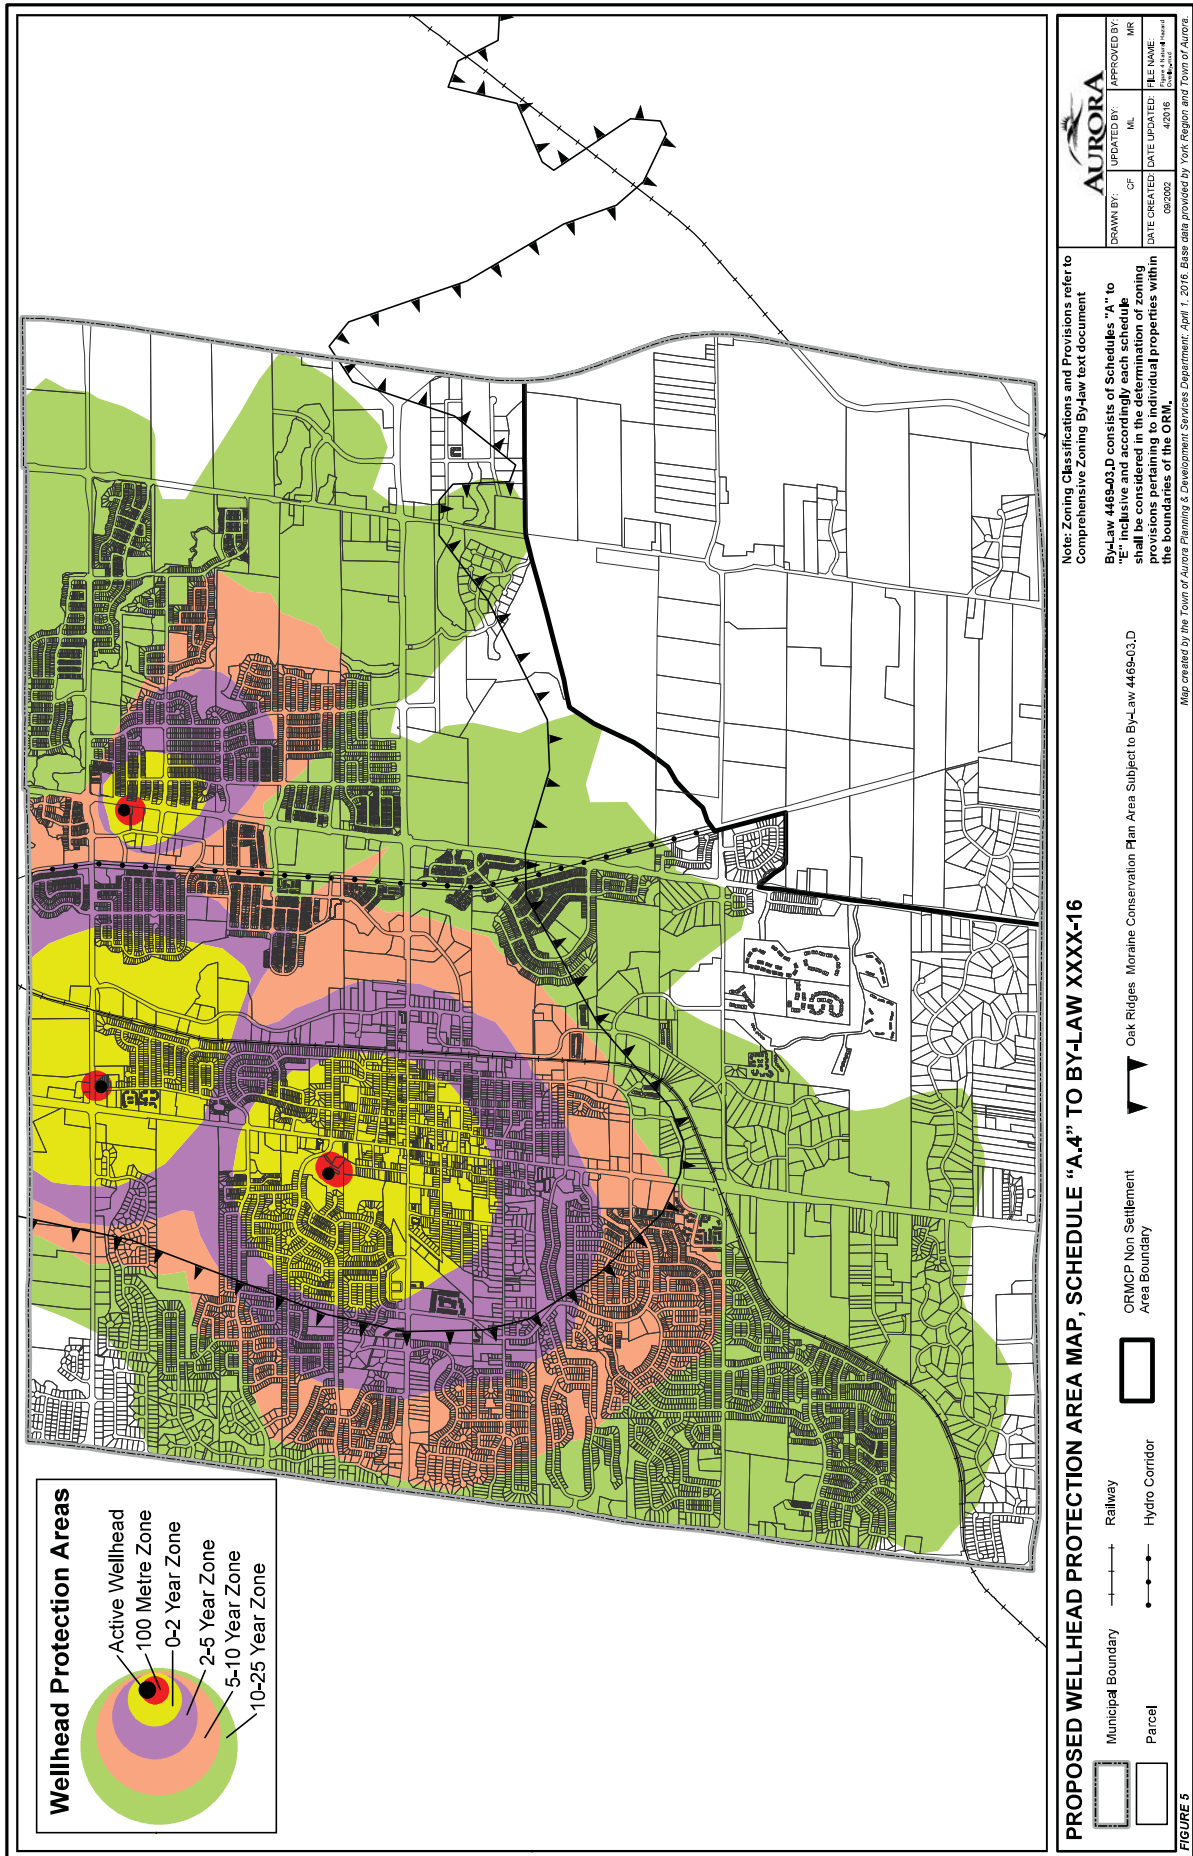 Wellhead Protection Areas
Active Wellhead
100 Metre Zone
0-2 Year Zone
2-5 Year Zone
5-10 Year Zone
10-25 Year Zone
PROPOSED WELLHEAD PROTECTION AREA MAP, SCHEDULE “A.4” TO BY-LAW XXXX-16
Municipal Boundary
Parcel
Railway
Hydro Corridor
ORMCP Non Settlement
Area Boundary
Oak Ridges Moraine Conservation Plan Area Subject to By-Law 4469-03.D
Note: Zoning Classifications and Provisions refer to
Comprehensive Zoning By-law text document
By-Law 4469-03.D consists of Schedules "A" to
"E" inclusive and accordingly each schedule
shall be considered in the determination of zoning
provisions pertaining to individual properties within
the boundaries of the ORM.
AURORA
DRAWN BY:
CF
UPDATED BY:
ML
APPROVED BY:
MR
DATE CREATED:
09/2002
DATE UPDATED:
4/2016
FILE NAME:
Figure 4 Natural Hazard
Overlay.mxd
FIGURE 5
Map created by the Town of Aurora Planning & Development Services Department, April 1, 2016. Base data provided by York Region and Town of Aurora.